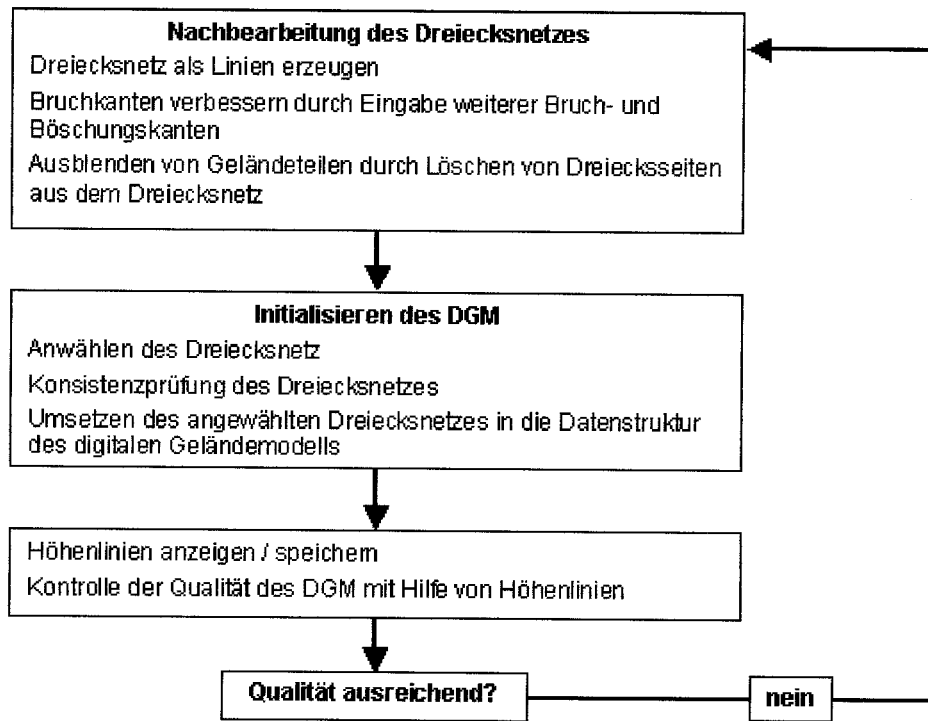 Nachbearbeitung des Dreiecksnetzes
Dreiecksnetz als Linien erzeugen
Bruchkanten verbessern durch Eingabe weiterer Bruch- und
Böschungskanten
Ausblenden von Geländeteilen durch Löschen von Dreiecksseiten
aus dem Dreiecksnetz
Initialisieren des DGM
Anwählen des Dreiecksnetz
Konsistenzprüfung des Dreiecksnetzes
Umsetzen des angewählten Dreiecksnetzes in die Datenstruktur
des digitalen Geländemodells
Höhenlinien anzeigen / speichern
Kontrolle der Qualität des DGM mit Hilfe von Höhenlinien
Qualität ausreichend?
nein